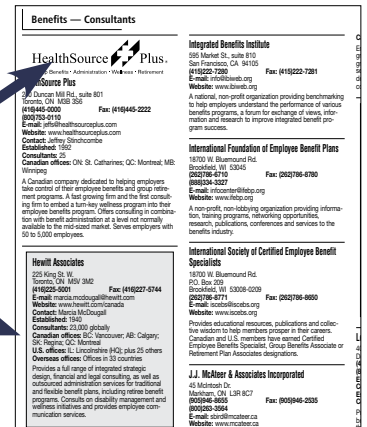 Benefits — Consultants
HealthSource Plus
Benefits • Administration • Wellness • Retirement
HealthSource Plus
240 Duncan Mill Rd., suite 801
Toronto, ON M3B 3S6
(416)445-0000 Fax: (416)445-2222
(800)753-0110
E-mail: jeffs@healthsourceplus.com
Website: www.healthsourceplus.com
Contact: Jeffrey Stinchcombe
Established: 1992
Consultants: 25
Canadian offices: ON: St. Catharines; QC: Montreal; MB:
Winnipeg
A Canadian company dedicated to helping employers
take control of their employee benefits and group retire-
ment programs. A fast growing firm and the first consult-
ing firm to embed a turn-key wellness program into their
employee benefits program. Offers consulting in combina-
tion with benefit administration at a level not normally
available to the mid-sized market. Serves employers with
50 to 5,000 employees.
Hewitt Associates
225 King St. W.
Toronto, ON M5V 3M2
(416)225-5001 Fax: (416)227-5744
E-mail: marcia.mcdougall@hewitt.com
Website: www.hewitt.com/canada
Contact: Marcia McDougall
Established: 1940
Consultants: 23,000 globally
Canadian offices: BC: Vancouver; AB: Calgary;
SK: Regina; QC: Montreal
U.S. offices: IL: Lincolnshire (HQ); plus 25 others
Overseas offices: Offices in 33 countries
Provides a full range of integrated strategic
design, financial and legal consulting, as well as
outsourced administration services for traditional
and flexible benefit plans, including retiree benefit
programs. Consults on disability management and
wellness initiatives and provides employee com-
munication services.
Integrated Benefits Institute
595 Market St., suite 810
San Francisco, CA 94105
(415)222-7280 Fax: (415)222-7281
E-mail: info@ibiweb.org
Website: www.ibiweb.org
A national, non-profit organization providing benchmarking
to help employers understand the performance of various
benefits programs, a forum for exchange of views, infor-
mation and research to improve integrated benefit pro-
gram success.
International Foundation of Employee Benefit Plans
18700 W. Bluemound Rd.
Brookfield, WI 53045
(262)786-6710 Fax: (262)786-8780
(888)334-3327
E-mail: infocenter@ifebp.org
Website: www.ifebp.org
A non-profit, non-lobbying organization providing informa-
tion, training programs, networking opportunities,
research, publications, conferences and services to the
benefits industry.
International Society of Certified Employee Benefit
Specialists
18700 W. Bluemound Rd.
P.O. Box 209
Brookfield, WI 53008-0209
(262)786-8771 Fax: (262)786-8650
E-mail: iscebs@iscebs.org
Website: www.iscebs.org
Provides educational resources, publications and collec-
tive wisdom to help members prosper in their careers.
Canadian and U.S. members have earned Certified
Employee Benefits Specialist, Group Benefits Associate or
Retirement Plan Associates designations.
J.J. McAteer & Associates Incorporated
45 McIntosh Dr.
Markham, ON L3R 8C7
(905)946-8655 Fax: (905)946-2535
(800)263-3564
E-mail: sbird@mcateer.ca
Website: www.mcateer.ca